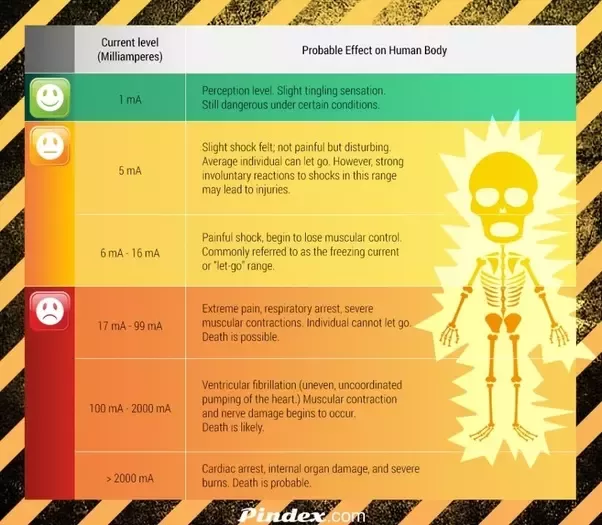 Current level
(Milliamperes)
Probable Effect on Human Body
1 mA
Perception level. Slight tingling sensation.
Still dangerous under certain conditions.
5 mA
Slight shock felt; not painful but disturbing.
Average individual can let go. However, strong
involuntary reactions to shocks in this range
may lead to injuries.
6 mA - 16 mA
Painful shock, begin to lose muscular control.
Commonly referred to as the freezing current
or "let-go" range.
17 mA - 99 mA
Extreme pain, respiratory arrest, severe
muscular contractions. Individual cannot let go.
Death is possible.
100 mA - 2000 mA
Ventricular fibrillation (uneven, uncoordinated
pumping of the heart.) Muscular contraction
and nerve damage begins to occur.
Death is likely.
> 2000 mA
Cardiac arrest, internal organ damage, and severe
burns. Death is probable.
Pindex.com